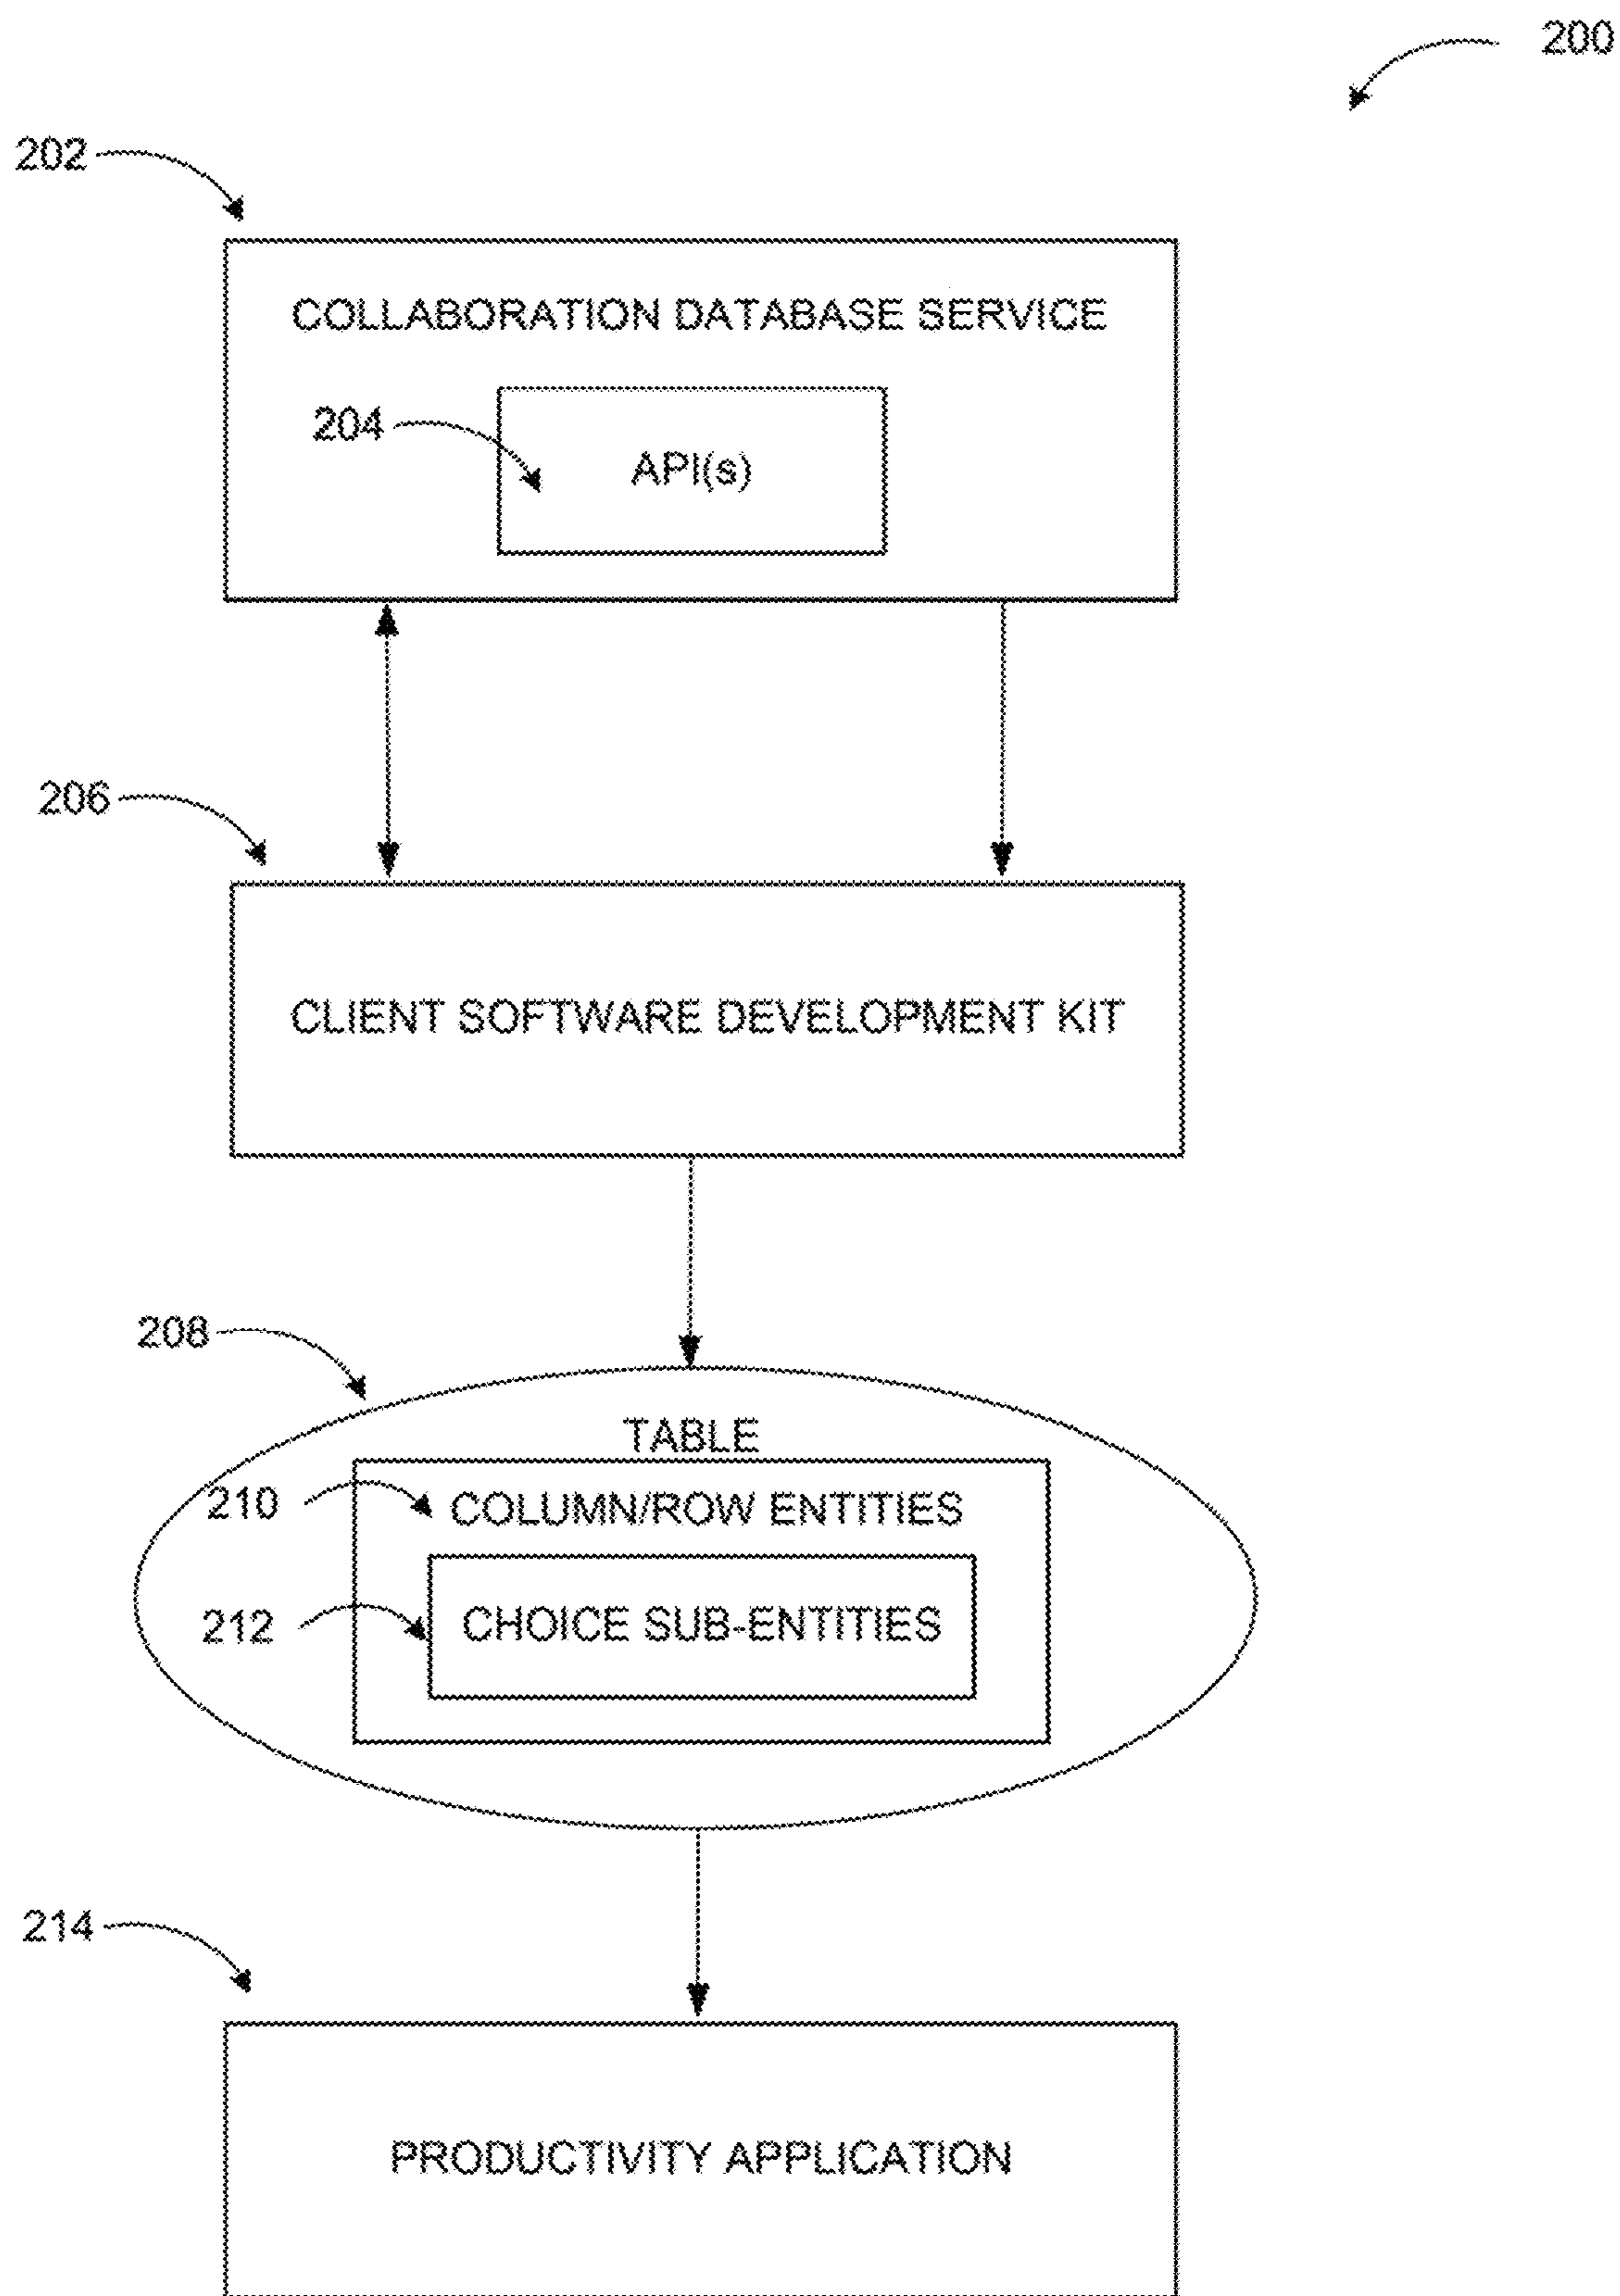 200
202
COLLABORATION DATABASE SERVICE
204
API(s)
206
CLIENT SOFTWARE DEVELOPMENT KIT
208
TABLE
210
COLUMN/ROW ENTITIES
212
CHOICE SUB-ENTITIES
214
PRODUCTIVITY APPLICATION